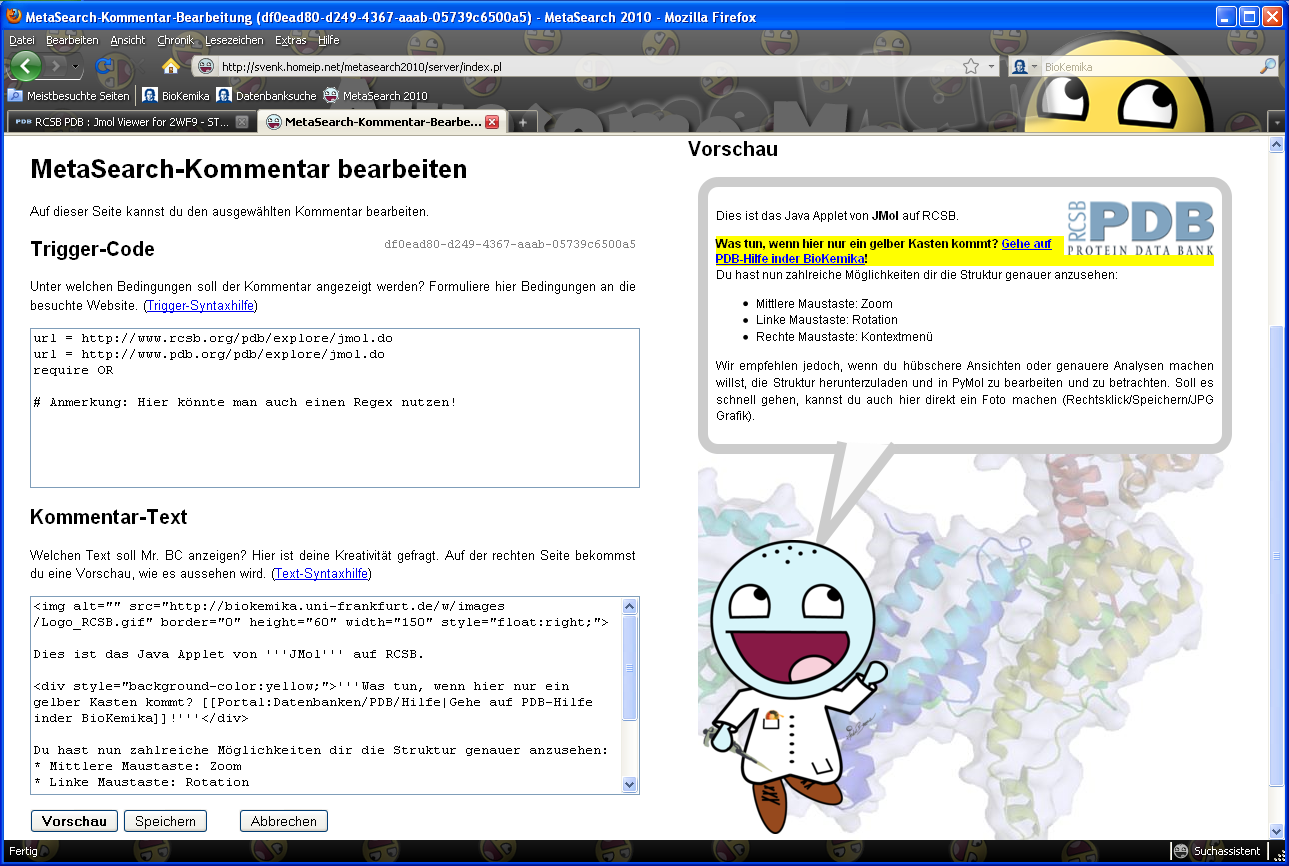 MetaSearch-Kommentar-Bearbeitung (df0ead80-d249-4367-aaab-05739c6500a5) - MetaSearch 2010 - Mozilla Firefox
Datei Bearbeiten Ansicht Chronik Lesezeichen Extras Hilfe
http://svenk.homeip.net/metasearch2010/server/index.pl
BioKemika
Meistbesuchte Seiten BioKemika Datenbanksuche MetaSearch 2010
PDB RCSB PDB : Jmol Viewer for 2WF9 - ST...
MetaSearch-Kommentar-Bearbe...
MetaSearch-Kommentar bearbeiten
Auf dieser Seite kannst du den ausgewählten Kommentar bearbeiten.
Trigger-Code
df0ead80-d249-4367-aaab-05739c6500a5
Unter welchen Bedingungen soll der Kommentar angezeigt werden? Formuliere hier Bedingungen an die
besuchte Website. (Trigger-Syntaxhilfe)
url = http://www.rcsb.org/pdb/explore/jmol.do
url = http://www.pdb.org/pdb/explore/jmol.do
require OR
# Anmerkung: Hier könnte man auch einen Regex nutzen!
Kommentar-Text
Welchen Text soll Mr. BC anzeigen? Hier ist deine Kreativität gefragt. Auf der rechten Seite bekommst
du eine Vorschau, wie es aussehen wird. (Text-Syntaxhilfe)
<img alt="" src="http://biokemika.uni-frankfurt.de/w/images
/Logo_RCSB.gif" border="0" height="60" width="150" style="float:right;">
Dies ist das Java Applet von '''JMol''' auf RCSB.
<div style="background-color:yellow;">'''Was tun, wenn hier nur ein
gelber Kasten kommt? [[Portal:Datenbanken/PDB/Hilfe|Gehe auf PDB-Hilfe
inder BioKemika]]!'''</div>
Du hast nun zahlreiche Möglichkeiten dir die Struktur genauer anzusehen:
* Mittlere Maustaste: Zoom
* Linke Maustaste: Rotation
Vorschau Speichern Abbrechen
Vorschau
Dies ist das Java Applet von JMol auf RCSB.
RCSB PDB
PROTEIN DATA BANK
Was tun, wenn hier nur ein gelber Kasten kommt? Gehe auf
PDB-Hilfe inder BioKemika!
Du hast nun zahlreiche Möglichkeiten dir die Struktur genauer anzusehen:
• Mittlere Maustaste: Zoom
• Linke Maustaste: Rotation
• Rechte Maustaste: Kontextmenü
Wir empfehlen jedoch, wenn du hübschere Ansichten oder genauere Analysen machen
willst, die Struktur herunterzuladen und in PyMol zu bearbeiten und zu betrachten. Soll es
schnell gehen, kannst du auch hier direkt ein Foto machen (Rechtsklick/Speichern/JPG
Grafik).
Fertig
Suchassistent